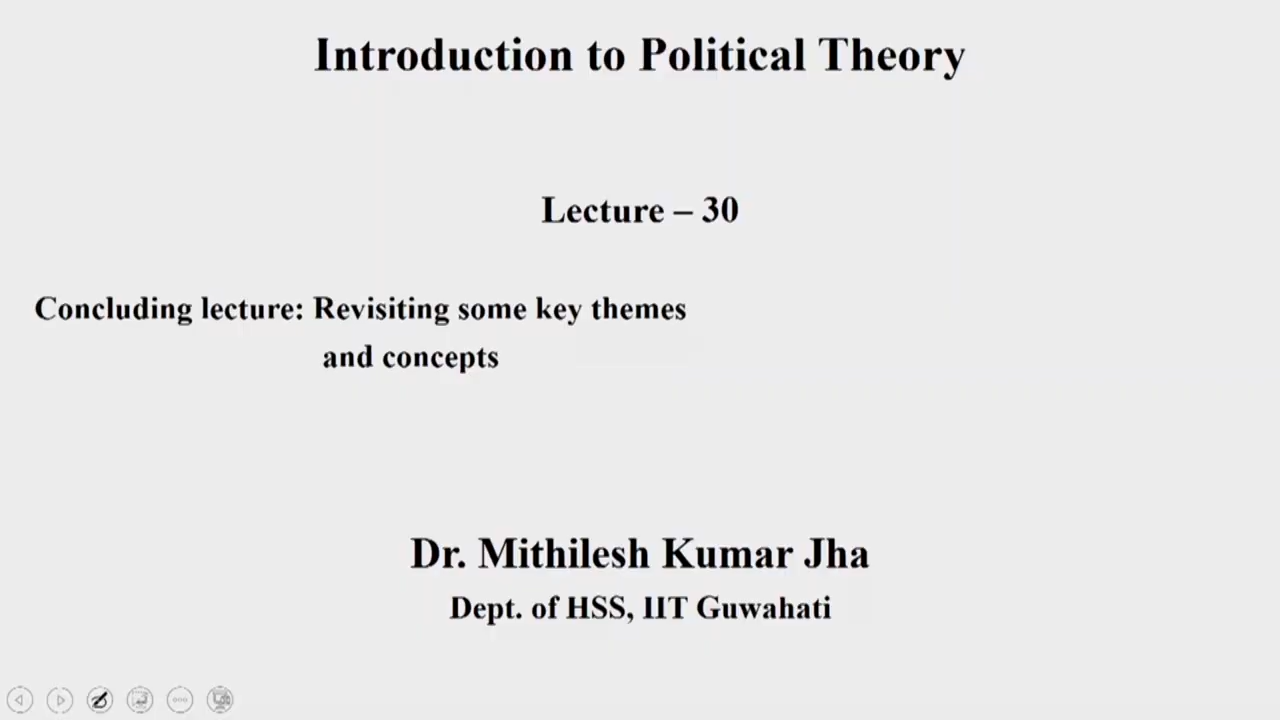 Introduction to Political Theory
Lecture – 30
Concluding lecture: Revisiting some key themes
and concepts
Dr. Mithilesh Kumar Jha
Dept. of HSS, IIT Guwahati